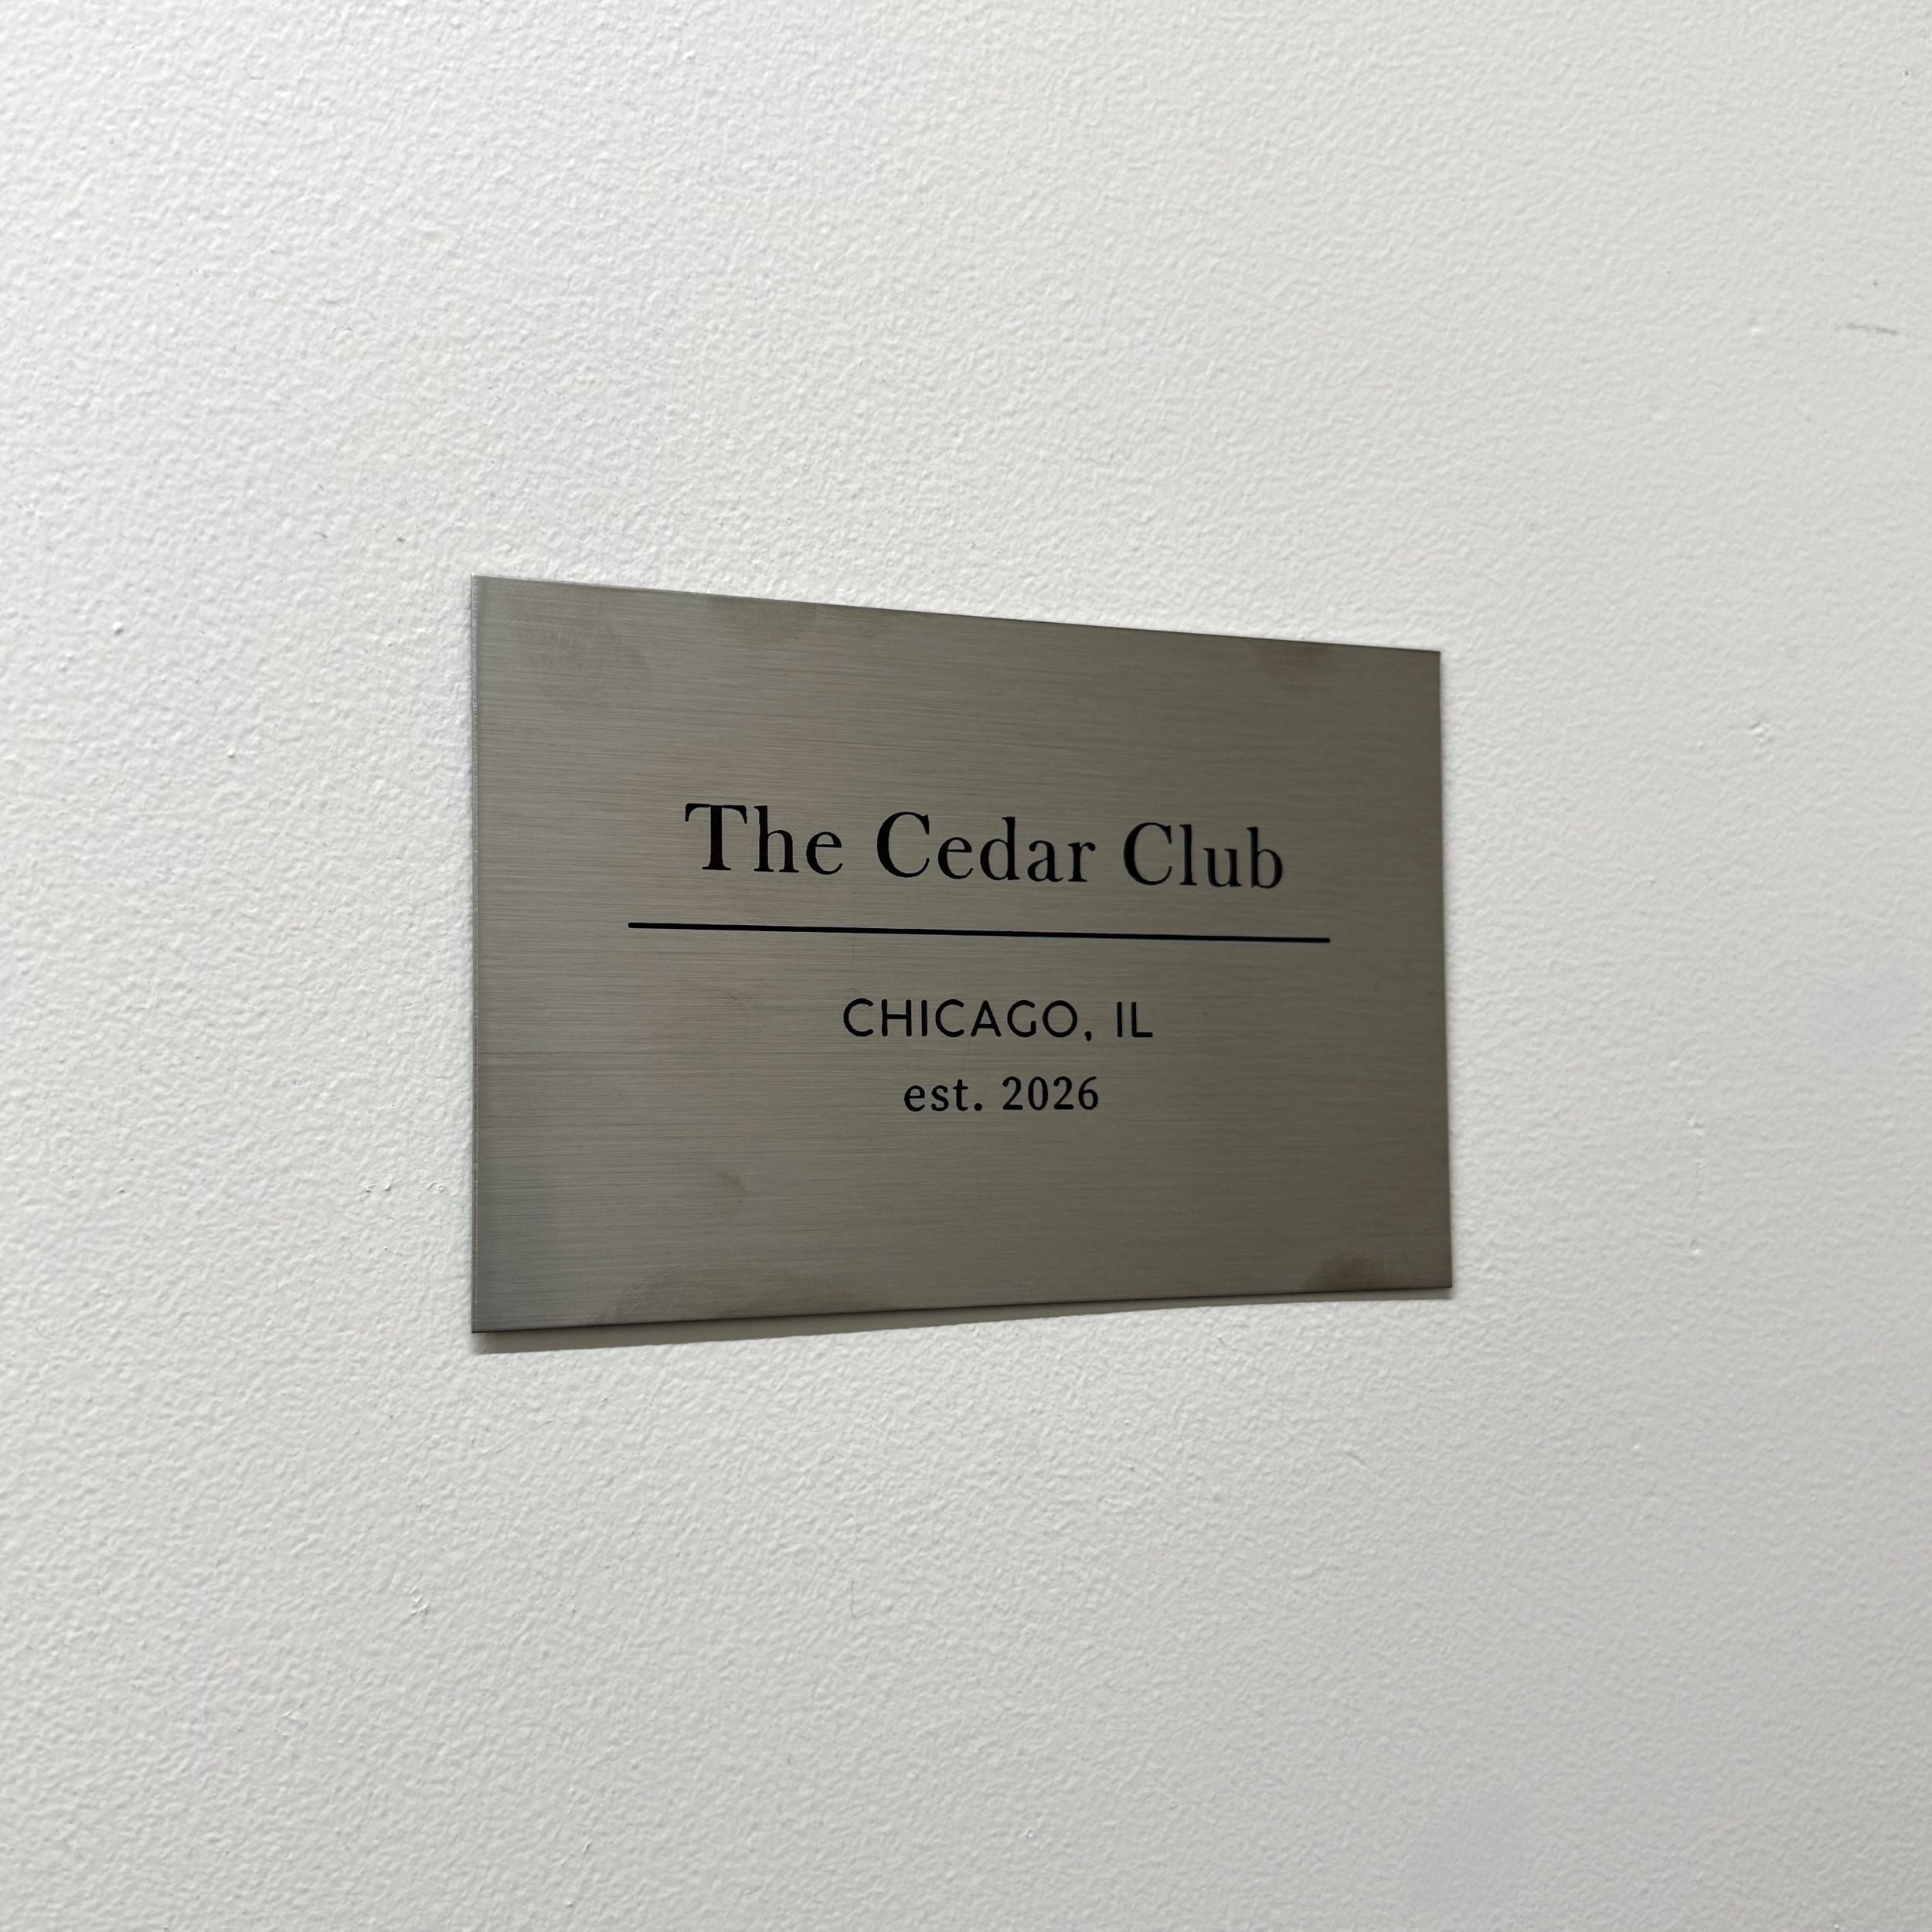 The Cedar Club
CHICAGO, IL
est. 2026